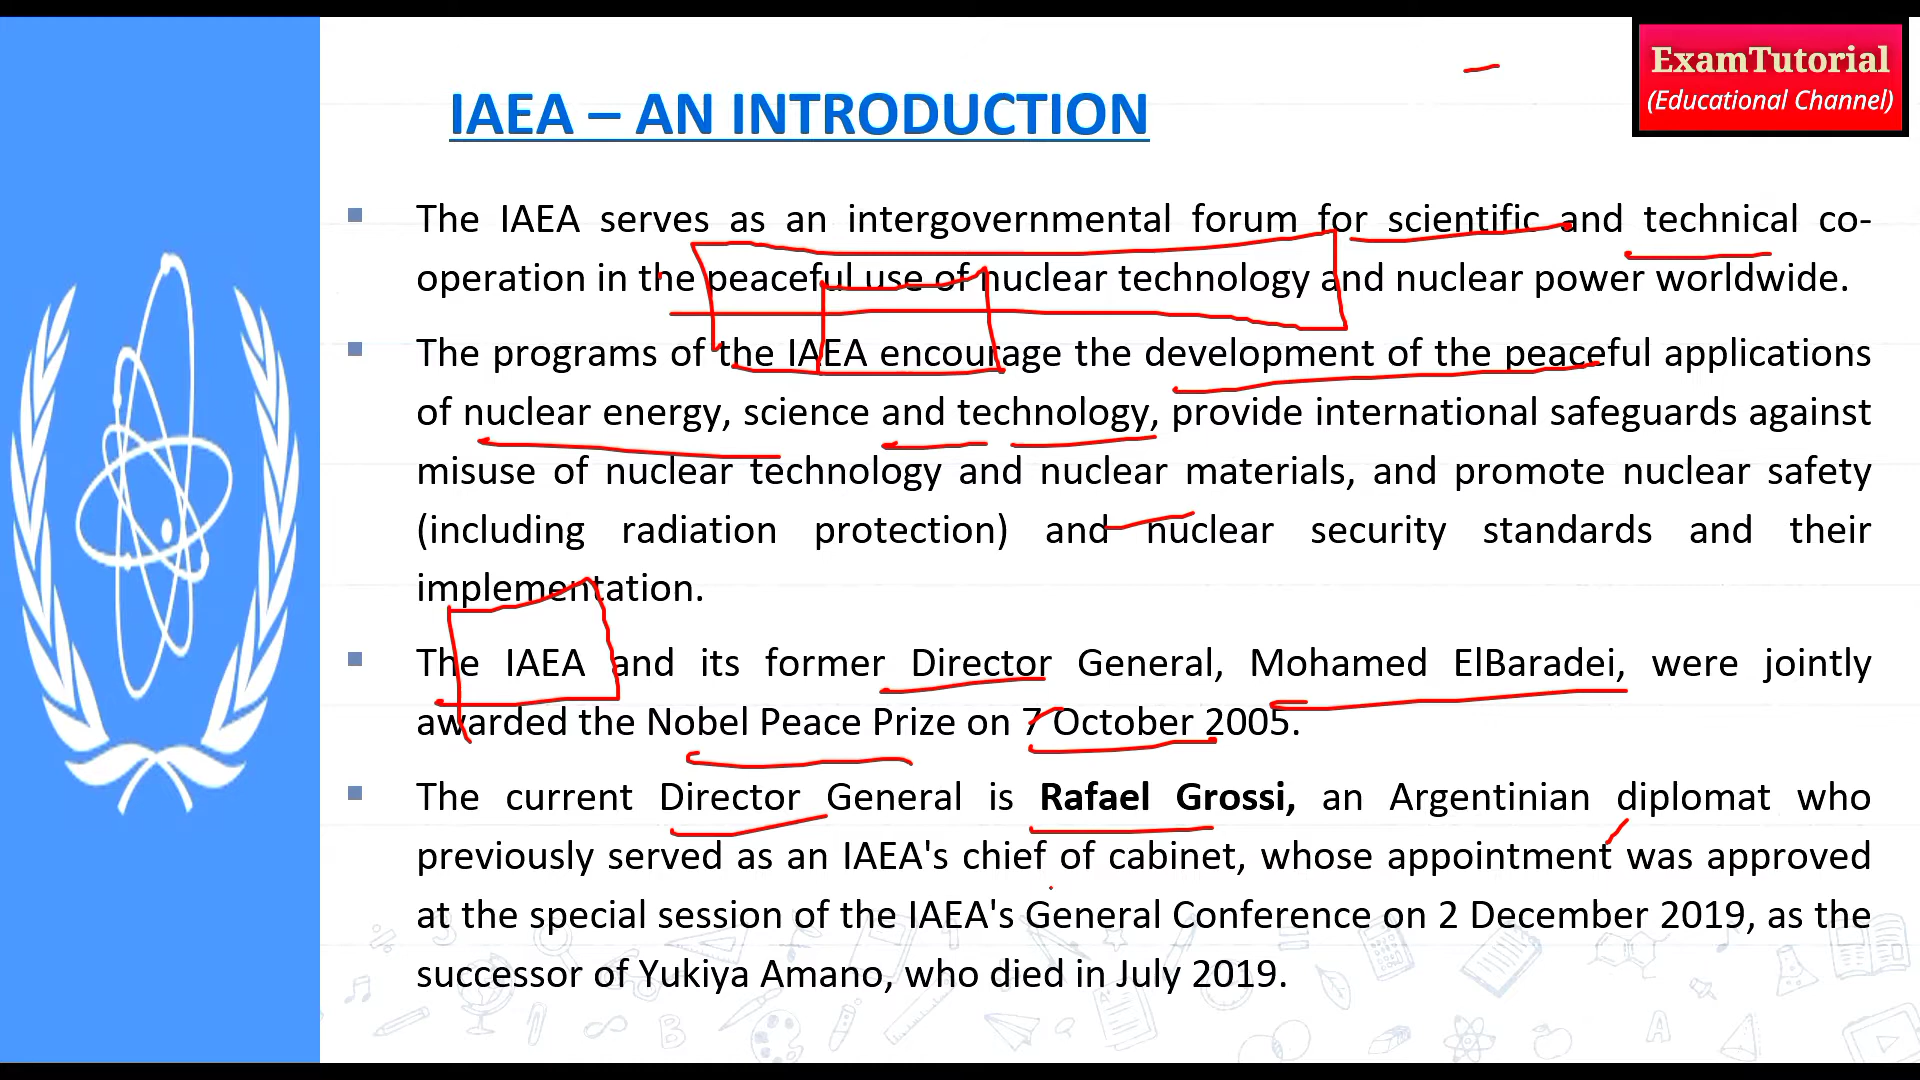 ExamTutorial
(Educational Channel)
IAEA – AN INTRODUCTION
The IAEA serves as an intergovernmental forum for scientific and technical co-
operation in the peaceful use of nuclear technology and nuclear power worldwide.
The programs of the IAEA encourage the development of the peaceful applications
of nuclear energy, science and technology, provide international safeguards against
misuse of nuclear technology and nuclear materials, and promote nuclear safety
(including radiation protection) and nuclear security standards and their
implementation.
The IAEA and its former Director General, Mohamed ElBaradei, were jointly
awarded the Nobel Peace Prize on 7 October 2005.
The current Director General is Rafael Grossi, an Argentinian diplomat who
previously served as an IAEA's chief of cabinet, whose appointment was approved
at the special session of the IAEA's General Conference on 2 December 2019, as the
successor of Yukiya Amano, who died in July 2019.